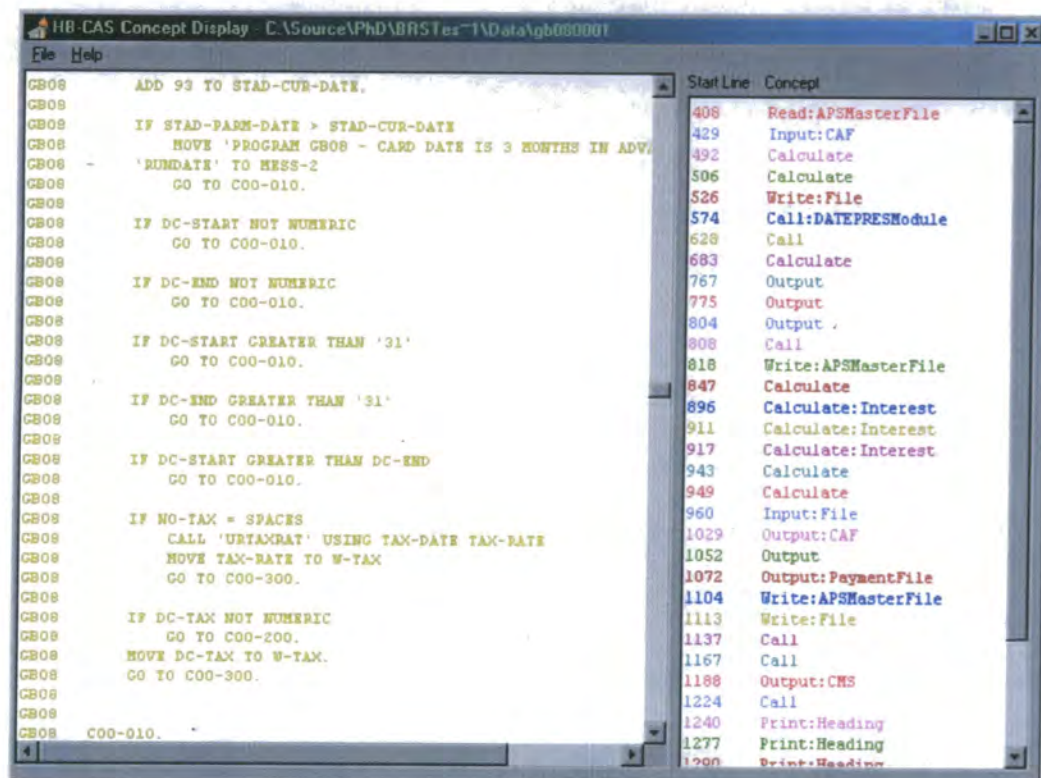 HB-CAS Concept Display - C:\Source\PhD\BRSTes~1\Data\gb080001
File Help
GB08 ADD 93 TO STAD-CUR-DATE.
GB08
GB08 IF STAD-PARM-DATE > STAD-CUR-DATE
GB08 MOVE 'PROGRAM GB08 - CARD DATE IS 3 MONTHS IN ADV
GB08 - 'RUNDATE' TO MESS-2
GB08 GO TO C00-010.
GB08
GB08 IF DC-START NOT NUMERIC
GB08 GO TO C00-010.
GB08
GB08 IF DC-END NOT NUMERIC
GB08 GO TO C00-010.
GB08
GB08 IF DC-START GREATER THAN '31'
GB08 GO TO C00-010.
GB08
GB08 IF DC-END GREATER THAN '31'
GB08 GO TO C00-010.
GB08
GB08 IF DC-START GREATER THAN DC-END
GB08 GO TO C00-010.
GB08
GB08 IF NO-TAX = SPACES
GB08 CALL 'URTAXRAT' USING TAX-DATE TAX-RATE
GB08 MOVE TAX-RATE TO W-TAX
GB08 GO TO C00-300.
GB08
GB08 IF DC-TAX NOT NUMERIC
GB08 GO TO C00-200.
GB08 MOVE DC-TAX TO W-TAX.
GB08 GO TO C00-300.
GB08
GB08
GB08 C00-010.
Start Line Concept
408 Read:APSMasterFile
429 Input:CAF
492 Calculate
506 Calculate
526 Write:File
574 Call:DATEPRESModule
628 Call
683 Calculate
767 Output
775 Output
804 Output
808 Call
818 Write:APSMasterFile
847 Calculate
896 Calculate:Interest
911 Calculate:Interest
917 Calculate:Interest
943 Calculate
949 Calculate
960 Input:File
1029 Output:CAF
1052 Output
1072 Output:PaymentFile
1104 Write:APSMasterFile
1113 Write:File
1137 Call
1167 Call
1188 Output:CMS
1224 Call
1240 Print:Heading
1277 Print:Heading
1290 Print:Heading